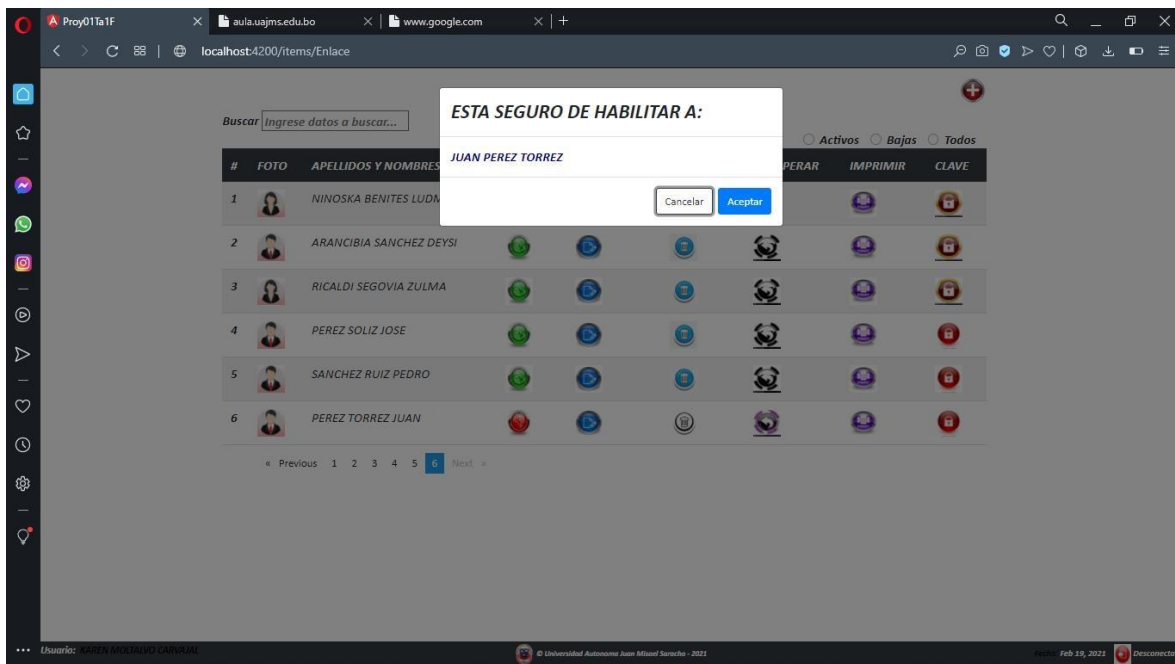 Proy01Ta1F
aula.uajms.edu.bo
www.google.com
localhost:4200/items/Enlace
ESTA SEGURO DE HABILITAR A:
JUAN PEREZ TORREZ
Cancelar Aceptar
Buscar Ingrese datos a buscar...
Activos Bajas Todos
# FOTO APELLIDOS Y NOMBRES PERAR IMPRIMIR CLAVE
1 NINOSKA BENITES LUDM
2 ARANCIBIA SANCHEZ DEYSI
3 RICALDI SEGOVIA ZULMA
4 PEREZ SOLIZ JOSE
5 SANCHEZ RUIZ PEDRO
6 PEREZ TORREZ JUAN
« Previous 1 2 3 4 5 6 Next »
Usuario: KAREN MOLTALVO CARVAJAL
© Universidad Autonoma Juan Misael Saracho - 2021
Fecha: Feb 19, 2021 Desconecta